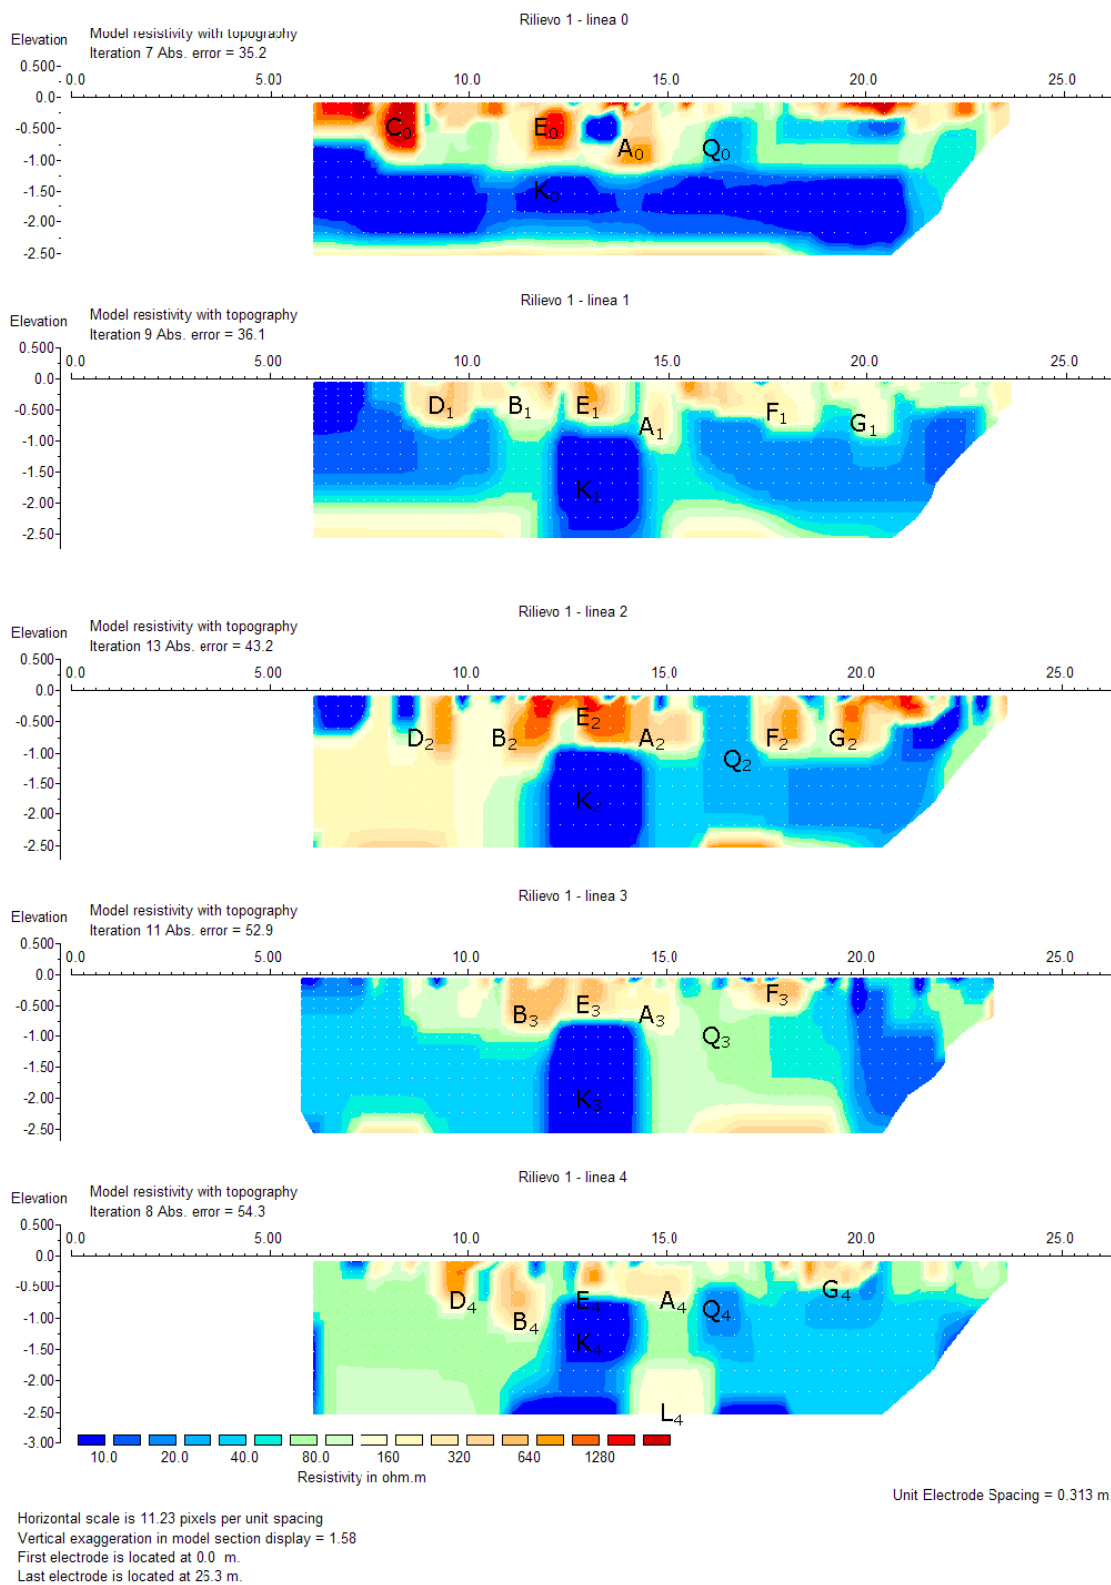 Rilievo 1 - linea 0
Elevation Model resistivity with topography
Iteration 7 Abs. error = 35.2
0.500
0.0 5.00 10.0 15.0 20.0 25.0
0.0
C0 E0
-0.500
A0 Q0
-1.00
K0
-1.50
-2.00
-2.50
Rilievo 1 - linea 1
Elevation Model resistivity with topography
Iteration 9 Abs. error = 36.1
0.500
0.0 5.00 10.0 15.0 20.0 25.0
0.0
D1 B1 E1 A1 F1 G1
-0.500
-1.00
K1
-1.50
-2.00
-2.50
Rilievo 1 - linea 2
Elevation Model resistivity with topography
Iteration 13 Abs. error = 43.2
0.500
0.0 5.00 10.0 15.0 20.0 25.0
0.0
-0.500
D2 B2 E2 A2 Q2 F2 G2
-1.00
-1.50
K2
-2.00
-2.50
Rilievo 1 - linea 3
Elevation Model resistivity with topography
Iteration 11 Abs. error = 52.9
0.500
0.0 5.00 10.0 15.0 20.0 25.0
0.0
-0.500
B3 E3 A3 Q3 F3
-1.00
-1.50
K3
-2.00
-2.50
Rilievo 1 - linea 4
Elevation Model resistivity with topography
Iteration 8 Abs. error = 54.3
0.500
0.0 5.00 10.0 15.0 20.0 25.0
0.0
-0.500
D4 B4 E4 A4 Q4 G4
-1.00
K4
-1.50
-2.00
L4
-2.50
-3.00
10.0 20.0 40.0 80.0 160 320 640 1280
Resistivity in ohm.m
Unit Electrode Spacing = 0.313 m.
Horizontal scale is 11.23 pixels per unit spacing
Vertical exaggeration in model section display = 1.58
First electrode is located at 0.0 m.
Last electrode is located at 26.3 m.